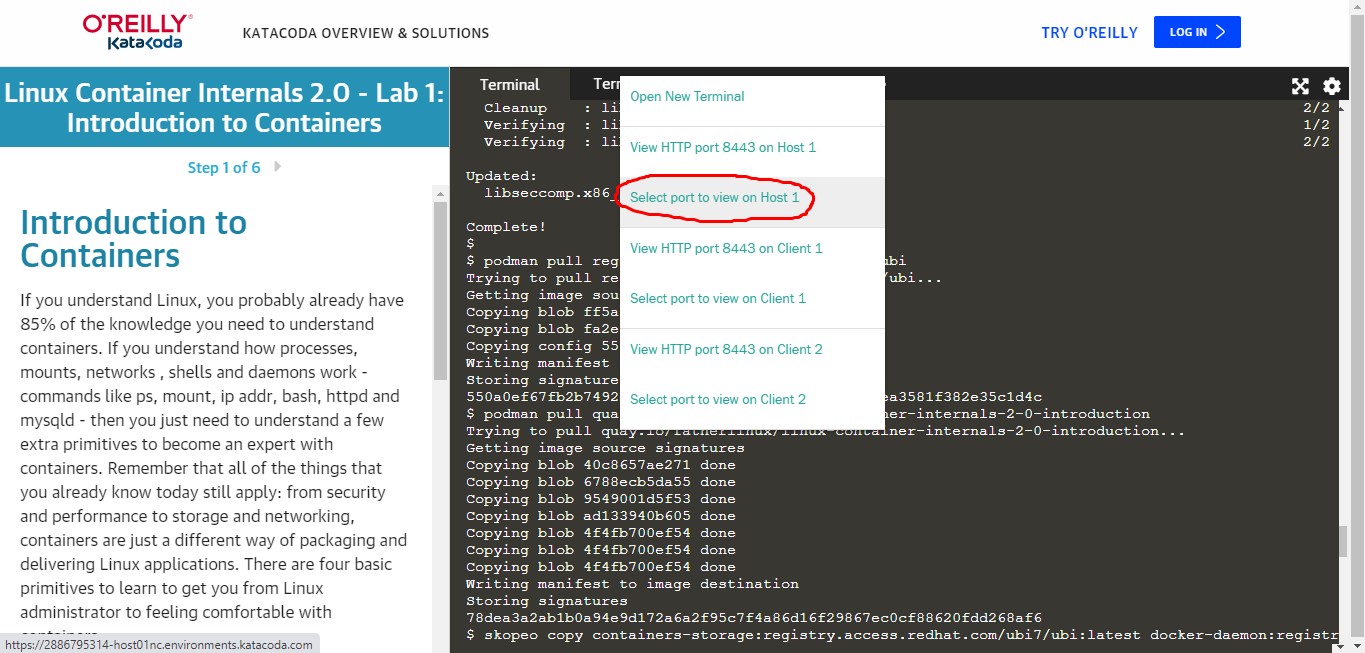 O'REILLY®
KATACODA OVERVIEW & SOLUTIONS
TRY O'REILLY
LOG IN
Katacoda
Linux Container Internals 2.0 - Lab 1:
Introduction to Containers
Step 1 of 6
Introduction to
Containers
If you understand Linux, you probably already have
85% of the knowledge you need to understand
containers. If you understand how processes,
mounts, networks , shells and daemons work -
commands like ps, mount, ip addr, bash, httpd and
mysqld - then you just need to understand a few
extra primitives to become an expert with
containers. Remember that all of the things that
you already know today still apply: from security
and performance to storage and networking,
containers are just a different way of packaging and
delivering Linux applications. There are four basic
primitives to learn to get you from Linux
administrator to feeling comfortable with
https://2886795314-host01nc.environments.katacoda.com
Terminal
Ter
Open New Terminal
View HTTP port 8443 on Host 1
Select port to view on Host 1
View HTTP port 8443 on Client 1
Select port to view on Client 1
View HTTP port 8443 on Client 2
Select port to view on Client 2
Cleanup : li 2/2
Verifying : li 1/2
Verifying : li 2/2
Updated:
libseccomp.x86_
Complete!
$
$ podman pull reg ubi
Trying to pull re /ubi...
Getting image sou
Copying blob ff5a
Copying blob fa2e
Copying config 55
Writing manifest
Storing signature
550a0ef67fb2b7492 ea3581f382e35c1d4c
$ podman pull qua ner-internals-2-0-introduction
Trying to pull quay.io/fatherlinux/linux-container-internals-2-0-introduction...
Getting image source signatures
Copying blob 40c8657ae271 done
Copying blob 6788ecb5da55 done
Copying blob 9549001d5f53 done
Copying blob ad133940b605 done
Copying blob 4f4fb700ef54 done
Copying blob 4f4fb700ef54 done
Copying blob 4f4fb700ef54 done
Writing manifest to image destination
Storing signatures
78dea3a2ab1b0a94e9d172a6a2f95c7f4a86d16f29867ec0cf88620fdd268af6
$ skopeo copy containers-storage:registry.access.redhat.com/ubi7/ubi:latest docker-daemon:registr